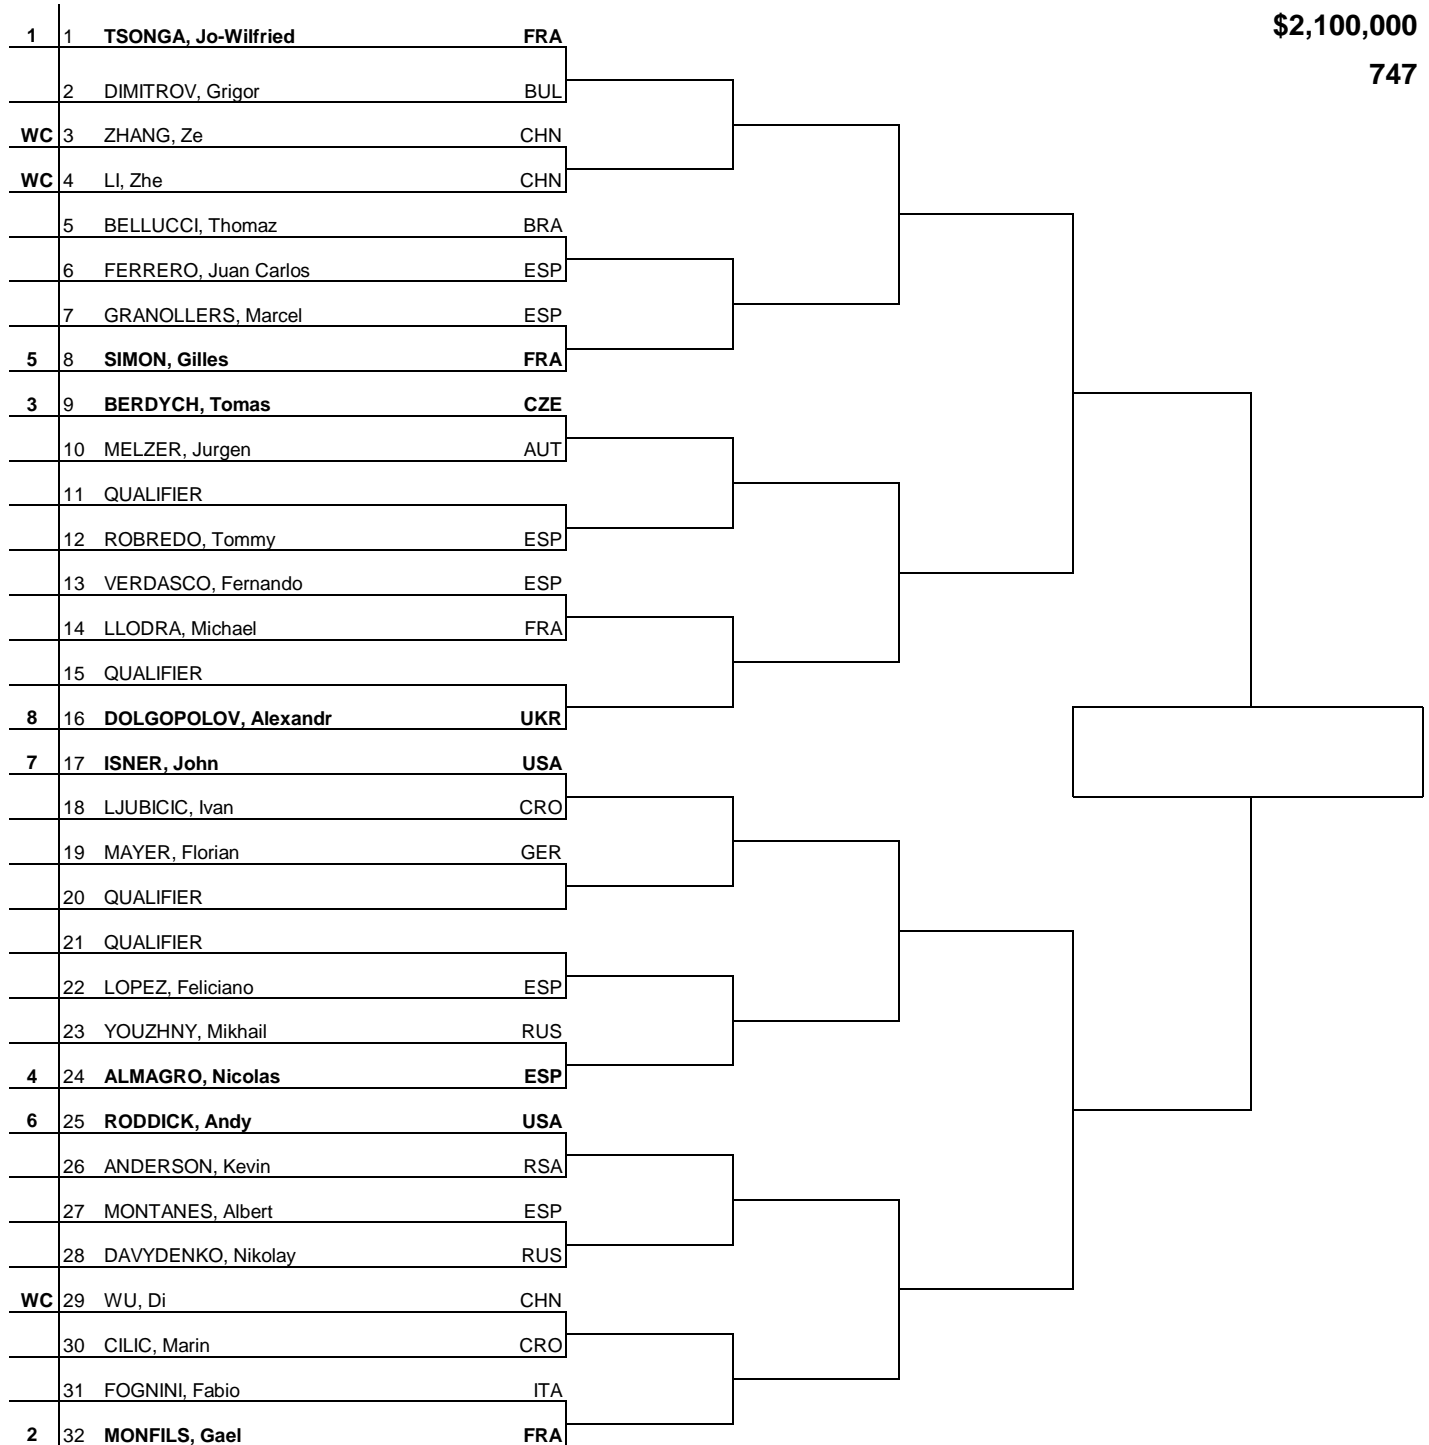 $2,100,000
747
1 1 TSONGA, Jo-Wilfried FRA
2 DIMITROV, Grigor BUL
WC 3 ZHANG, Ze CHN
WC 4 LI, Zhe CHN
5 BELLUCCI, Thomaz BRA
6 FERRERO, Juan Carlos ESP
7 GRANOLLERS, Marcel ESP
5 8 SIMON, Gilles FRA
3 9 BERDYCH, Tomas CZE
10 MELZER, Jurgen AUT
11 QUALIFIER
12 ROBREDO, Tommy ESP
13 VERDASCO, Fernando ESP
14 LLODRA, Michael FRA
15 QUALIFIER
8 16 DOLGOPOLOV, Alexandr UKR
7 17 ISNER, John USA
18 LJUBICIC, Ivan CRO
19 MAYER, Florian GER
20 QUALIFIER
21 QUALIFIER
22 LOPEZ, Feliciano ESP
23 YOUZHNY, Mikhail RUS
4 24 ALMAGRO, Nicolas ESP
6 25 RODDICK, Andy USA
26 ANDERSON, Kevin RSA
27 MONTANES, Albert ESP
28 DAVYDENKO, Nikolay RUS
WC 29 WU, Di CHN
30 CILIC, Marin CRO
31 FOGNINI, Fabio ITA
2 32 MONFILS, Gael FRA